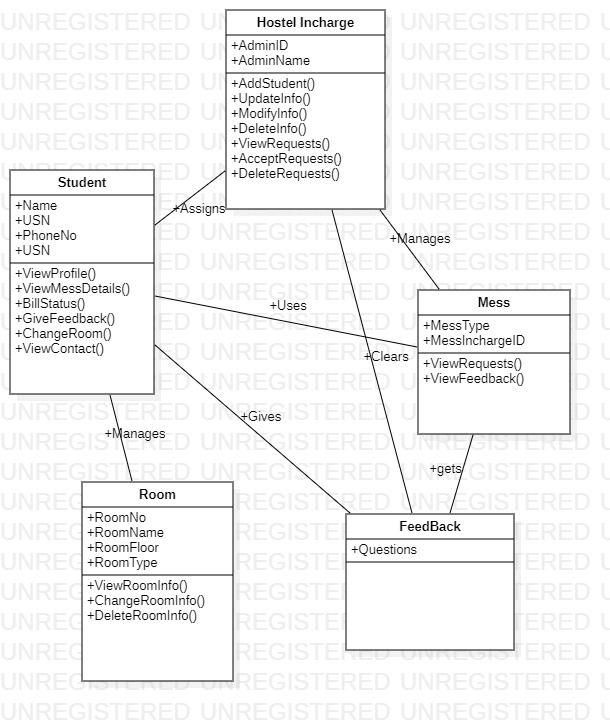 Hostel Incharge
+AdminID
+AdminName
+AddStudent()
+UpdateInfo()
+ModifyInfo()
+DeleteInfo()
+ViewRequests()
+AcceptRequests()
+DeleteRequests()
Student
+Name
+USN
+PhoneNo
+USN
+ViewProfile()
+ViewMessDetails()
+BillStatus()
+GiveFeedback()
+ChangeRoom()
+ViewContact()
+Assigns
+Manages
+Uses
Mess
+MessType
+MessInchargeID
+ViewRequests()
+ViewFeedback()
+Clears
+Gives
+Manages
+gets
Room
+RoomNo
+RoomName
+RoomFloor
+RoomType
+ViewRoomInfo()
+ChangeRoomInfo()
+DeleteRoomInfo()
FeedBack
+Questions
UNREGISTERED